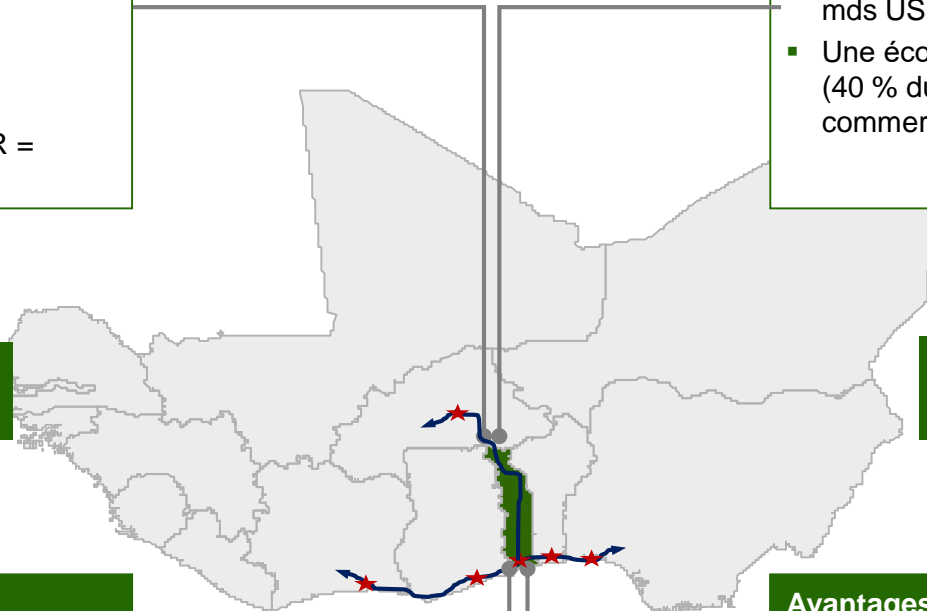 R =
mds US
Une éco
(40 % du
commer
Avantages